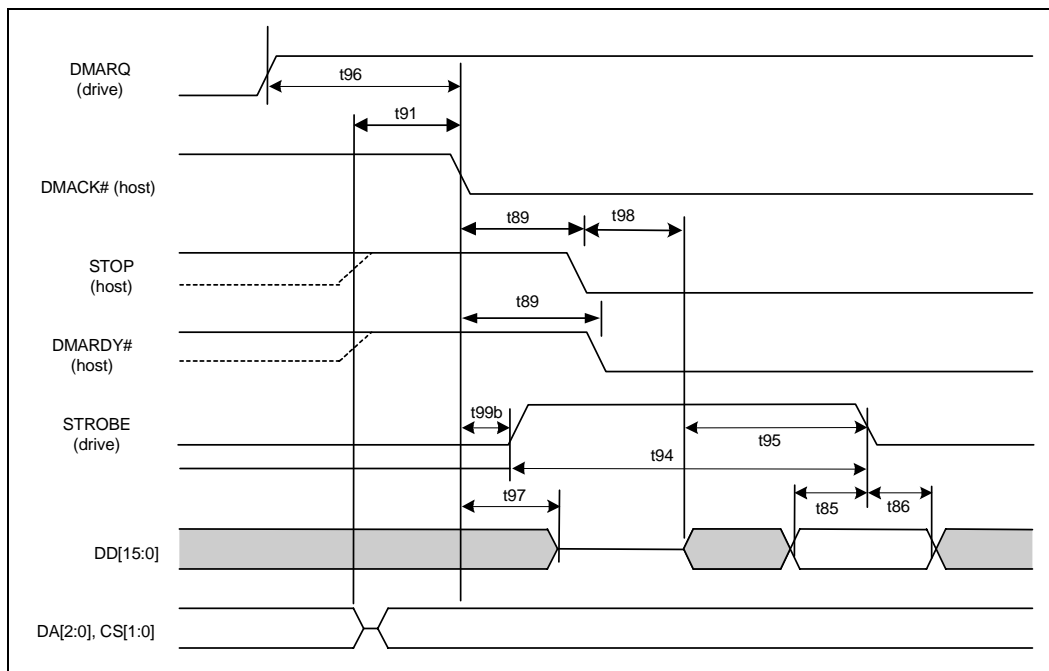 DMARQ
(drive)
t96
t91
DMACK# (host)
t89
t98
STOP
(host)
t89
DMARDY#
(host)
t99b
STROBE
(drive)
t95
t94
t97
t85
t86
DD[15:0]
DA[2:0], CS[1:0]